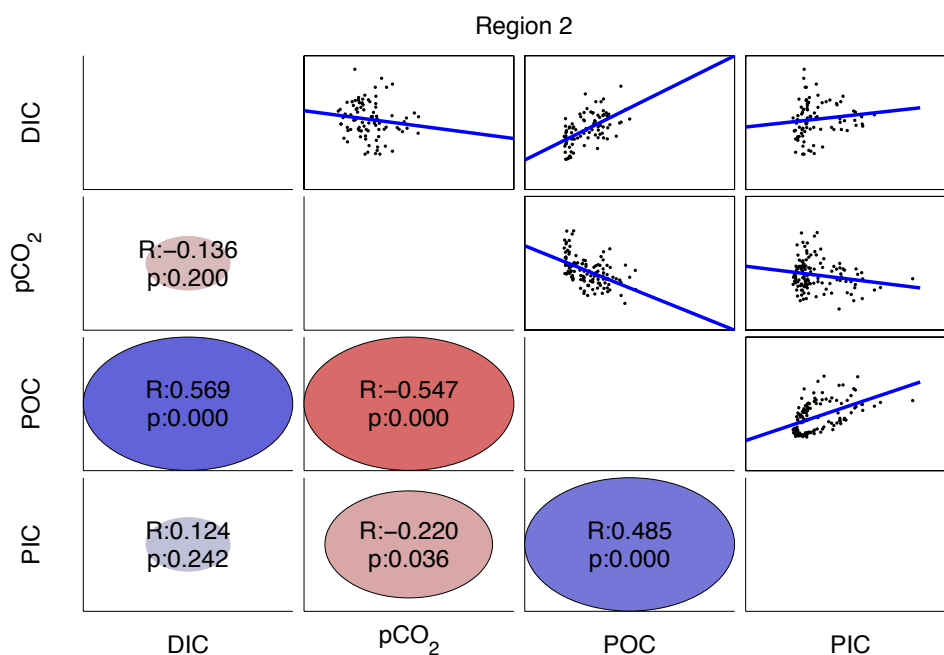 Region 2
DIC
pCO₂
R:−0.136
p:0.200
POC
R:0.569
p:0.000
R:−0.547
p:0.000
PIC
R:0.124
p:0.242
R:−0.220
p:0.036
R:0.485
p:0.000
DIC
pCO₂
POC
PIC